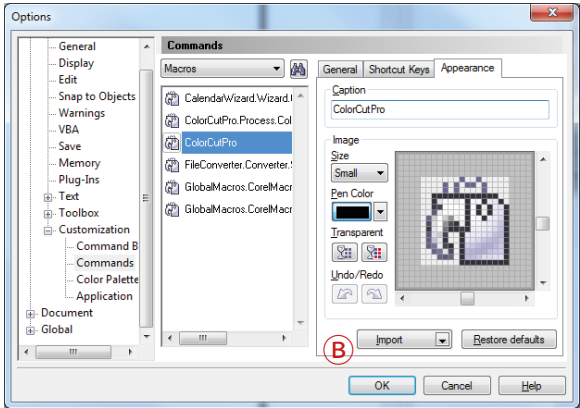 Options
General
Display
Edit
Snap to Objects
Warnings
VBA
Save
Memory
Plug-Ins
Text
Toolbox
Customization
Command B
Commands
Color Palette
Application
Document
Global
Commands
Macros
CalendarWizard.Wizard.
ColorCutPro.Process.Col
ColorCutPro
FileConverter.Converter.
GlobalMacros.CorelMacr
GlobalMacros.CorelMacr
General Shortcut Keys Appearance
Caption
ColorCutPro
Image
Size
Small
Pen Color
Transparent
Undo/Redo
B
Import
Restore defaults
OK Cancel Help